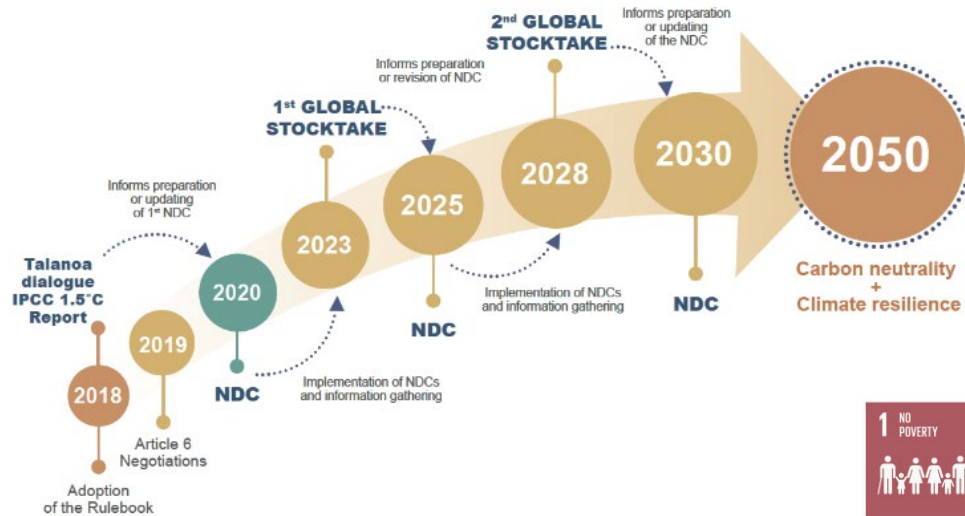 2nd GLOBAL
STOCKTAKE
Informs preparation
or updating
of the NDC
Informs preparation
or revision of NDC
1st GLOBAL
STOCKTAKE
2030
2050
2028
2025
Informs preparation
or updating
of 1st NDC
2023
Talanoa
dialogue
IPCC 1.5°C
Report
2020
Carbon neutrality
+
Climate resilience
Implementation of NDCs
and information gathering
NDC
NDC
2019
NDC
Implementation of NDCs
and information gathering
2018
Article 6
Negotiations
Adoption
of the Rulebook
1 NO
POVERTY